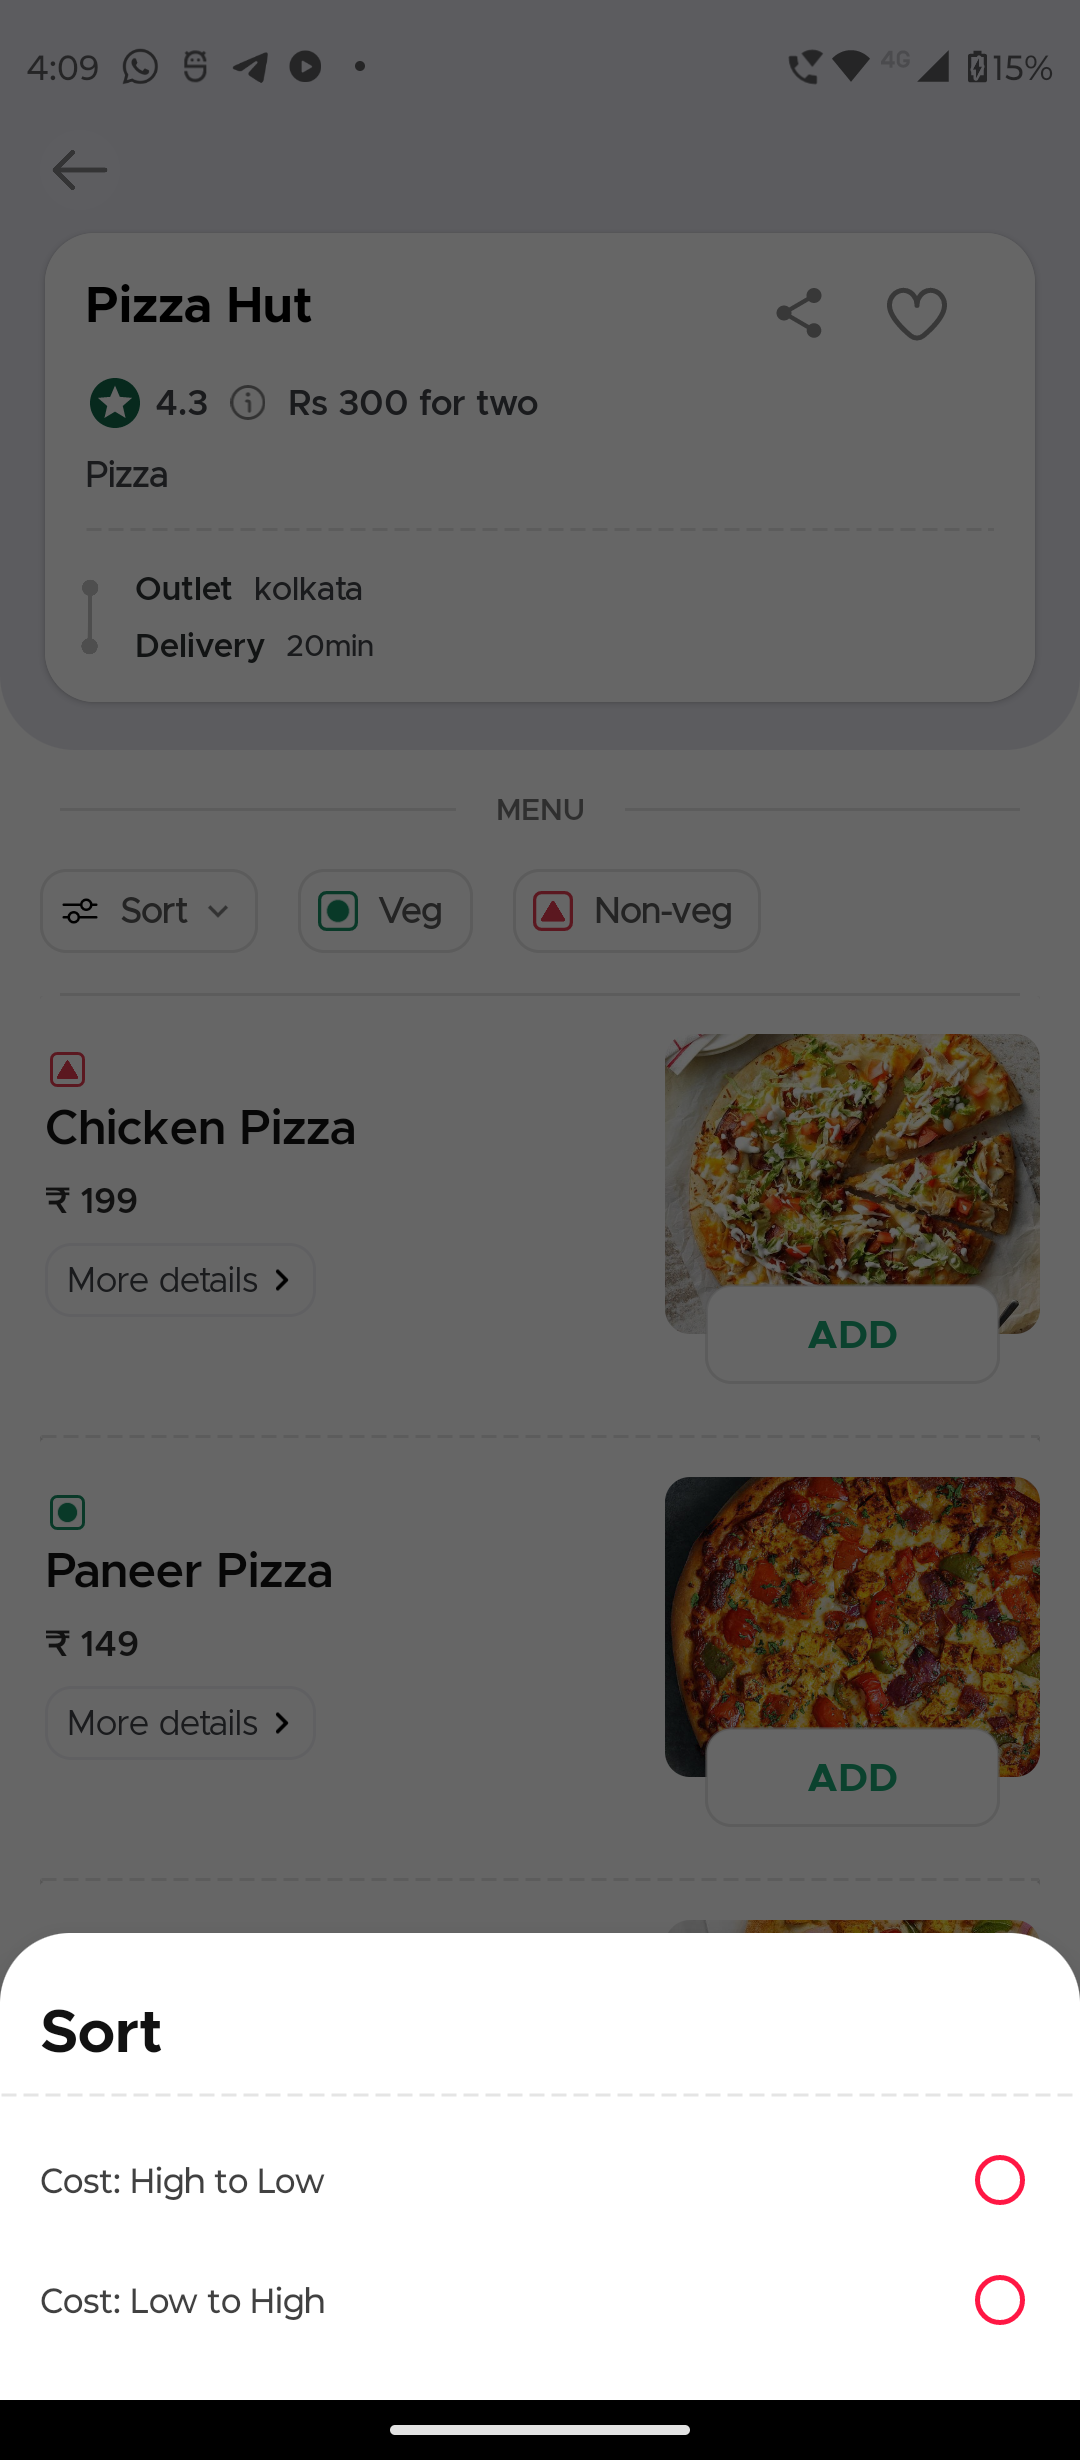 4:09 4G 15%
Pizza Hut
4.3 Rs 300 for two
Pizza
Outlet kolkata
Delivery 20min
MENU
Sort Veg Non-veg
Chicken Pizza
₹ 199
More details
ADD
Paneer Pizza
₹ 149
More details
ADD
Sort
Cost: High to Low
Cost: Low to High